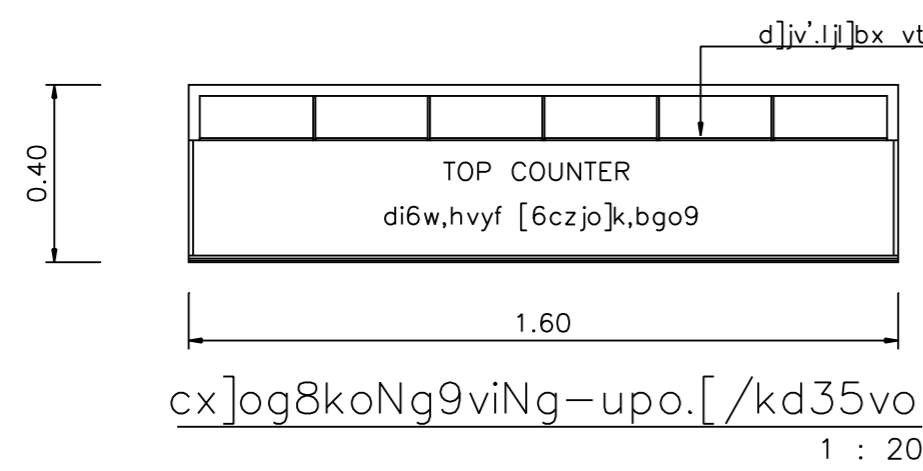 d]jv'.ljl]bx vt
0.40
TOP COUNTER
di6w,hvyf [6czjo]k,bgo9
1.60
cx]og8koNg9viNg-upo.[ /kd35vo
1 : 20